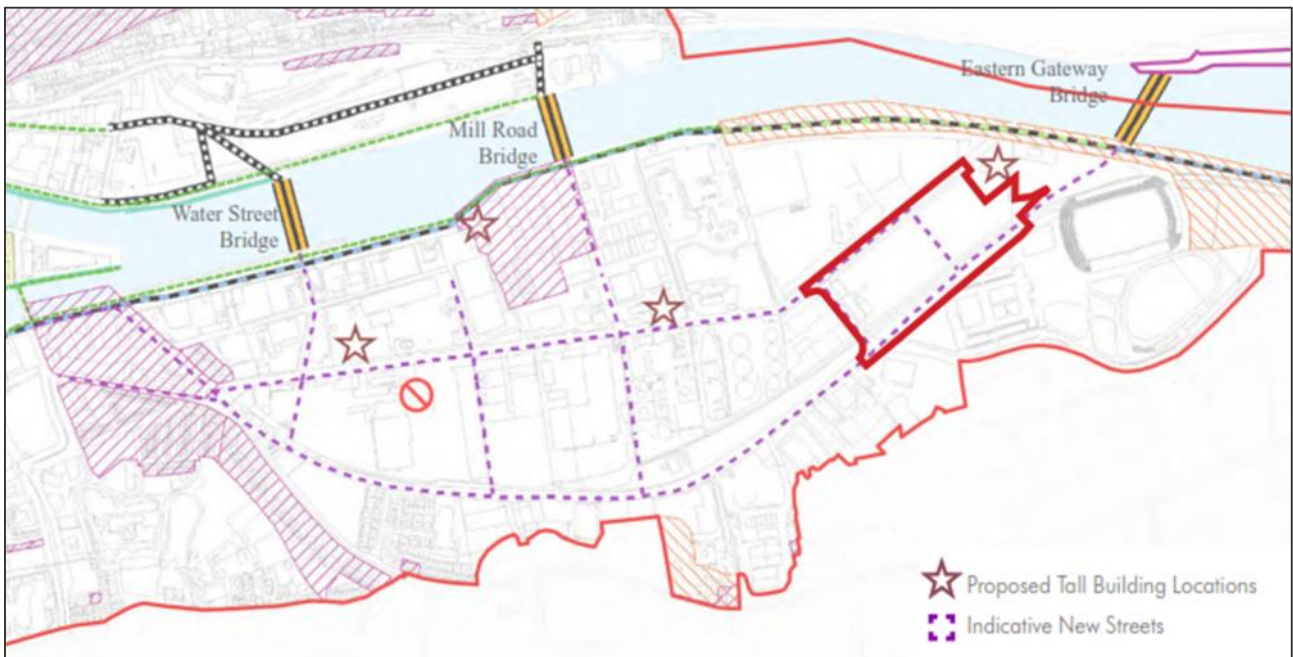 Eastern Gateway
Bridge
Mill Road
Bridge
Water Street
Bridge
Proposed Tall Building Locations
Indicative New Streets